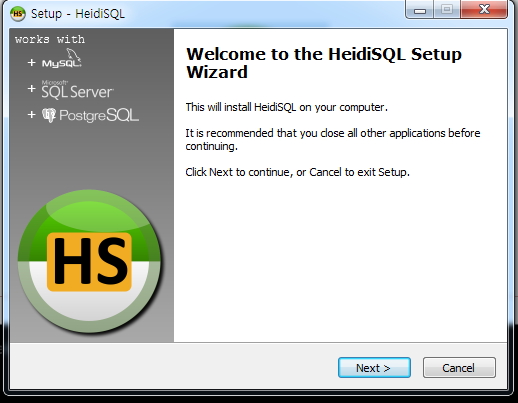 Setup - HeidiSQL
works with
+ MySQL
+ Microsoft SQL Server
+ PostgreSQL
HS
Welcome to the HeidiSQL Setup
Wizard
This will install HeidiSQL on your computer.
It is recommended that you close all other applications before
continuing.
Click Next to continue, or Cancel to exit Setup.
Next >
Cancel